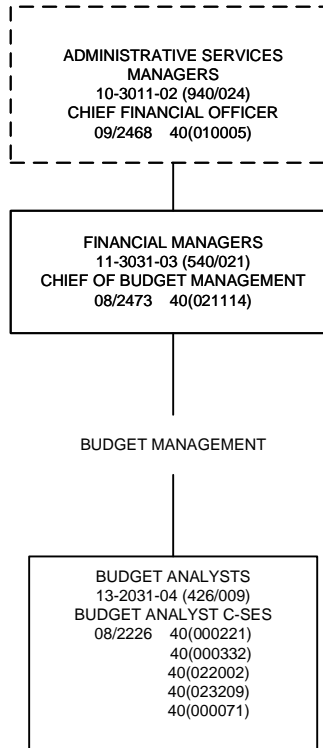 ADMINISTRATIVE SERVICES
MANAGERS
10-3011-02 (940/024)
CHIEF FINANCIAL OFFICER
09/2468 40(010005)
FINANCIAL MANAGERS
11-3031-03 (540/021)
CHIEF OF BUDGET MANAGEMENT
08/2473 40(021114)
BUDGET MANAGEMENT
BUDGET ANALYSTS
13-2031-04 (426/009)
BUDGET ANALYST C-SES
08/2226 40(000221)
40(000332)
40(022002)
40(023209)
40(000071)